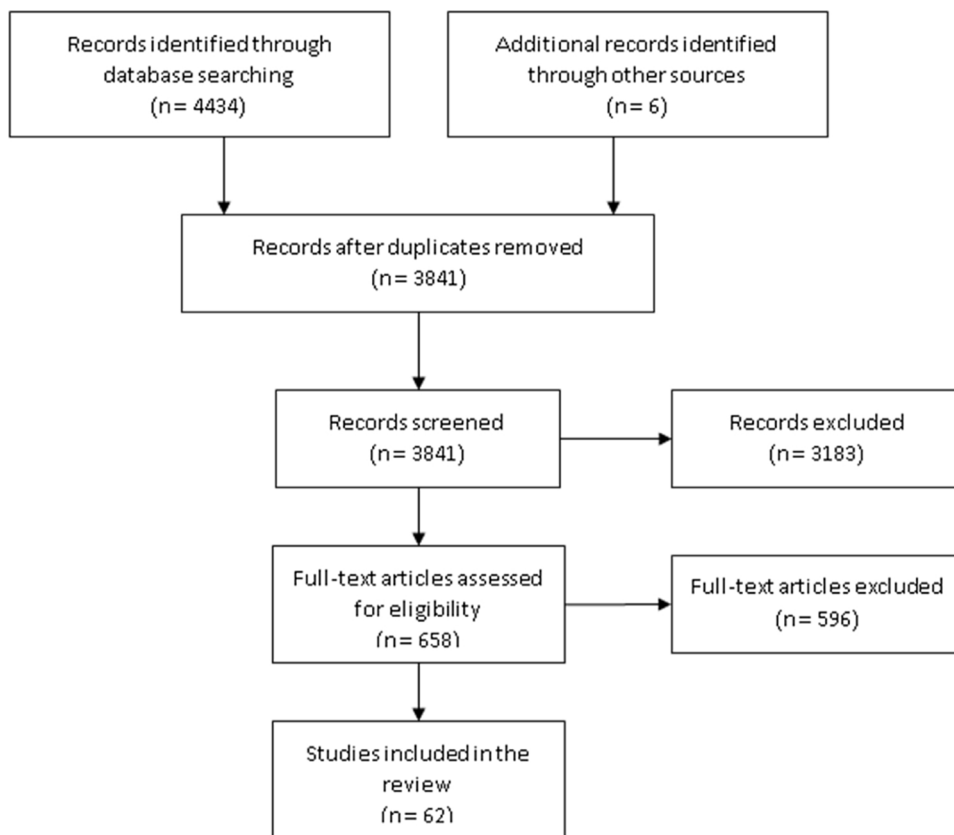 Records identified through
database searching
(n= 4434)
Additional records identified
through other sources
(n= 6)
Records after duplicates removed
(n= 3841)
Records screened
(n= 3841)
Records excluded
(n= 3183)
Full-text articles assessed
for eligibility
(n= 658)
Full-text articles excluded
(n= 596)
Studies included in the
review
(n= 62)